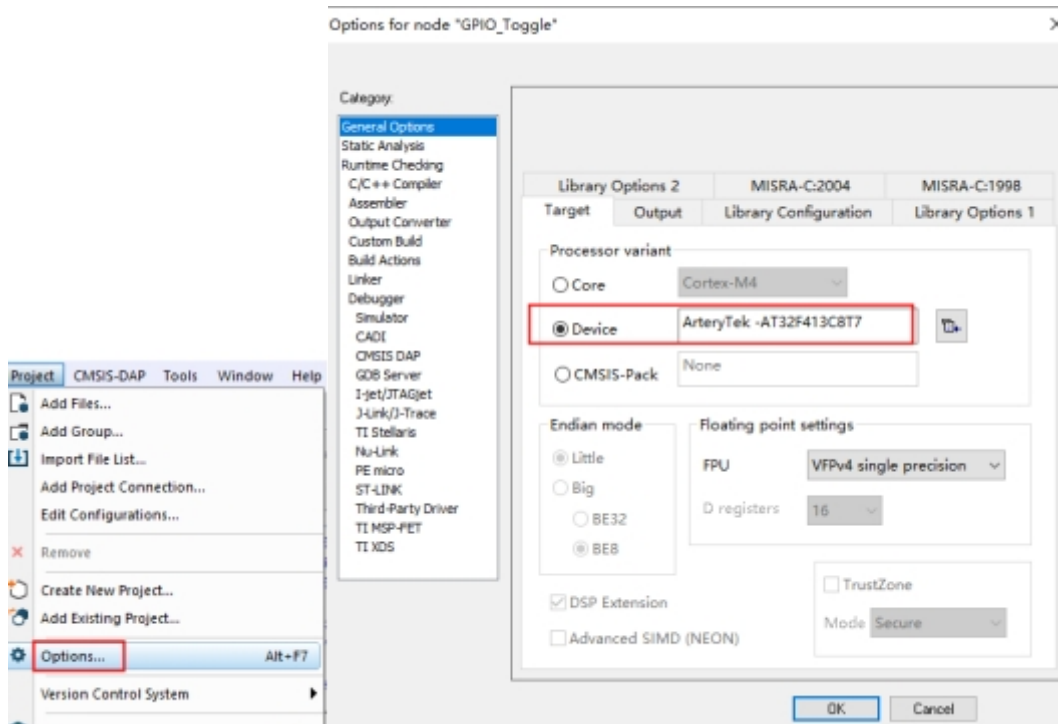 Project CMSIS-DAP Tools Window Help
Add Files...
Add Group...
Import File List...
Add Project Connection...
Edit Configurations...
Remove
Create New Project...
Add Existing Project...
Options... Alt+F7
Version Control System
Options for node "GPIO_Toggle"
Category:
General Options
Static Analysis
Runtime Checking
C/C++ Compiler
Assembler
Output Converter
Custom Build
Build Actions
Linker
Debugger
Simulator
CADI
CMSIS DAP
GDB Server
I-jet/JTAGjet
J-Link/J-Trace
TI Stellaris
Nu-Link
PE micro
ST-LINK
Third-Party Driver
TI MSP-FET
TI XDS
Library Options 2 MISRA-C:2004 MISRA-C:1998
Target Output Library Configuration Library Options 1
Processor variant
Core Cortex-M4
Device ArteryTek -AT32F413C8T7
CMSIS-Pack None
Endian mode
Little
Big
BE32
BE8
Floating point settings
FPU VFPv4 single precision
D registers 16
DSP Extension
Advanced SIMD (NEON)
TrustZone
Mode Secure
OK Cancel